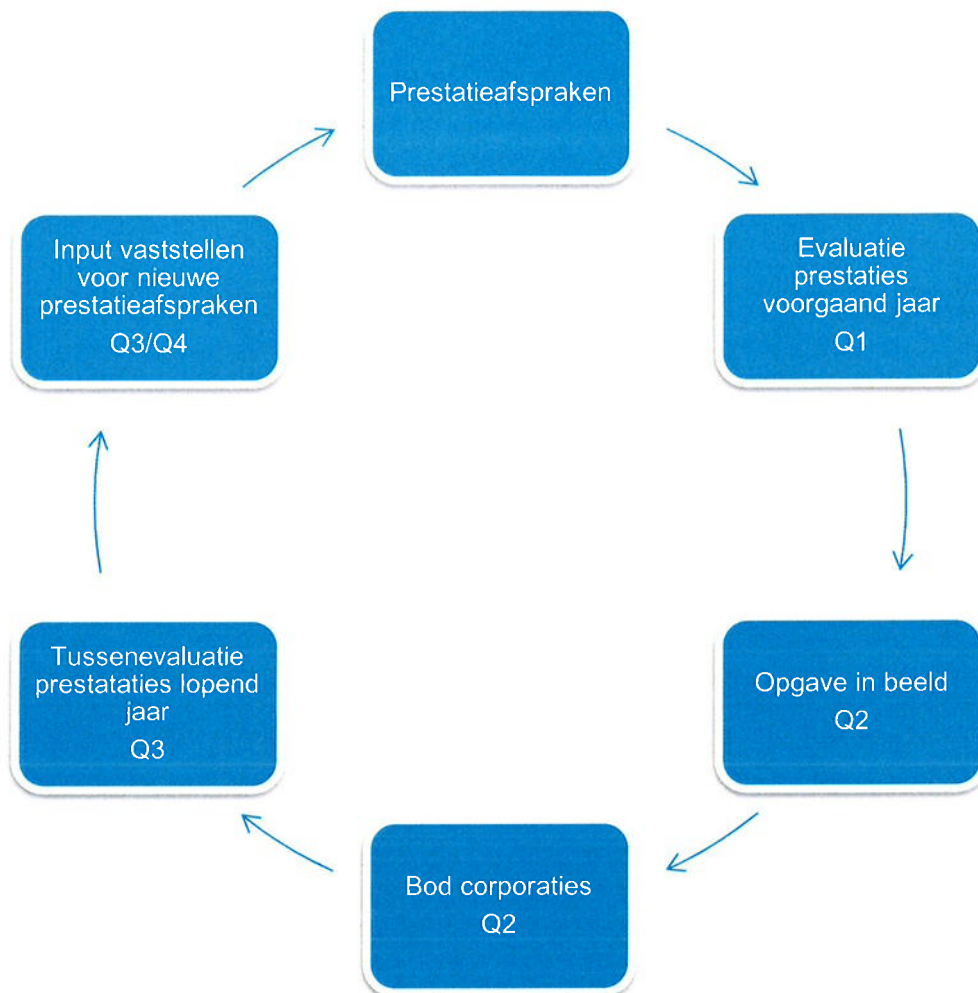 Prestatieafspraken
Evaluatie
prestaties
voorgaand jaar
Q1
Opgave in beeld
Q2
Bod corporaties
Q2
Tussenevaluatie
prestataties lopend
jaar
Q3
Input vaststellen
voor nieuwe
prestatieafspraken
Q3/Q4